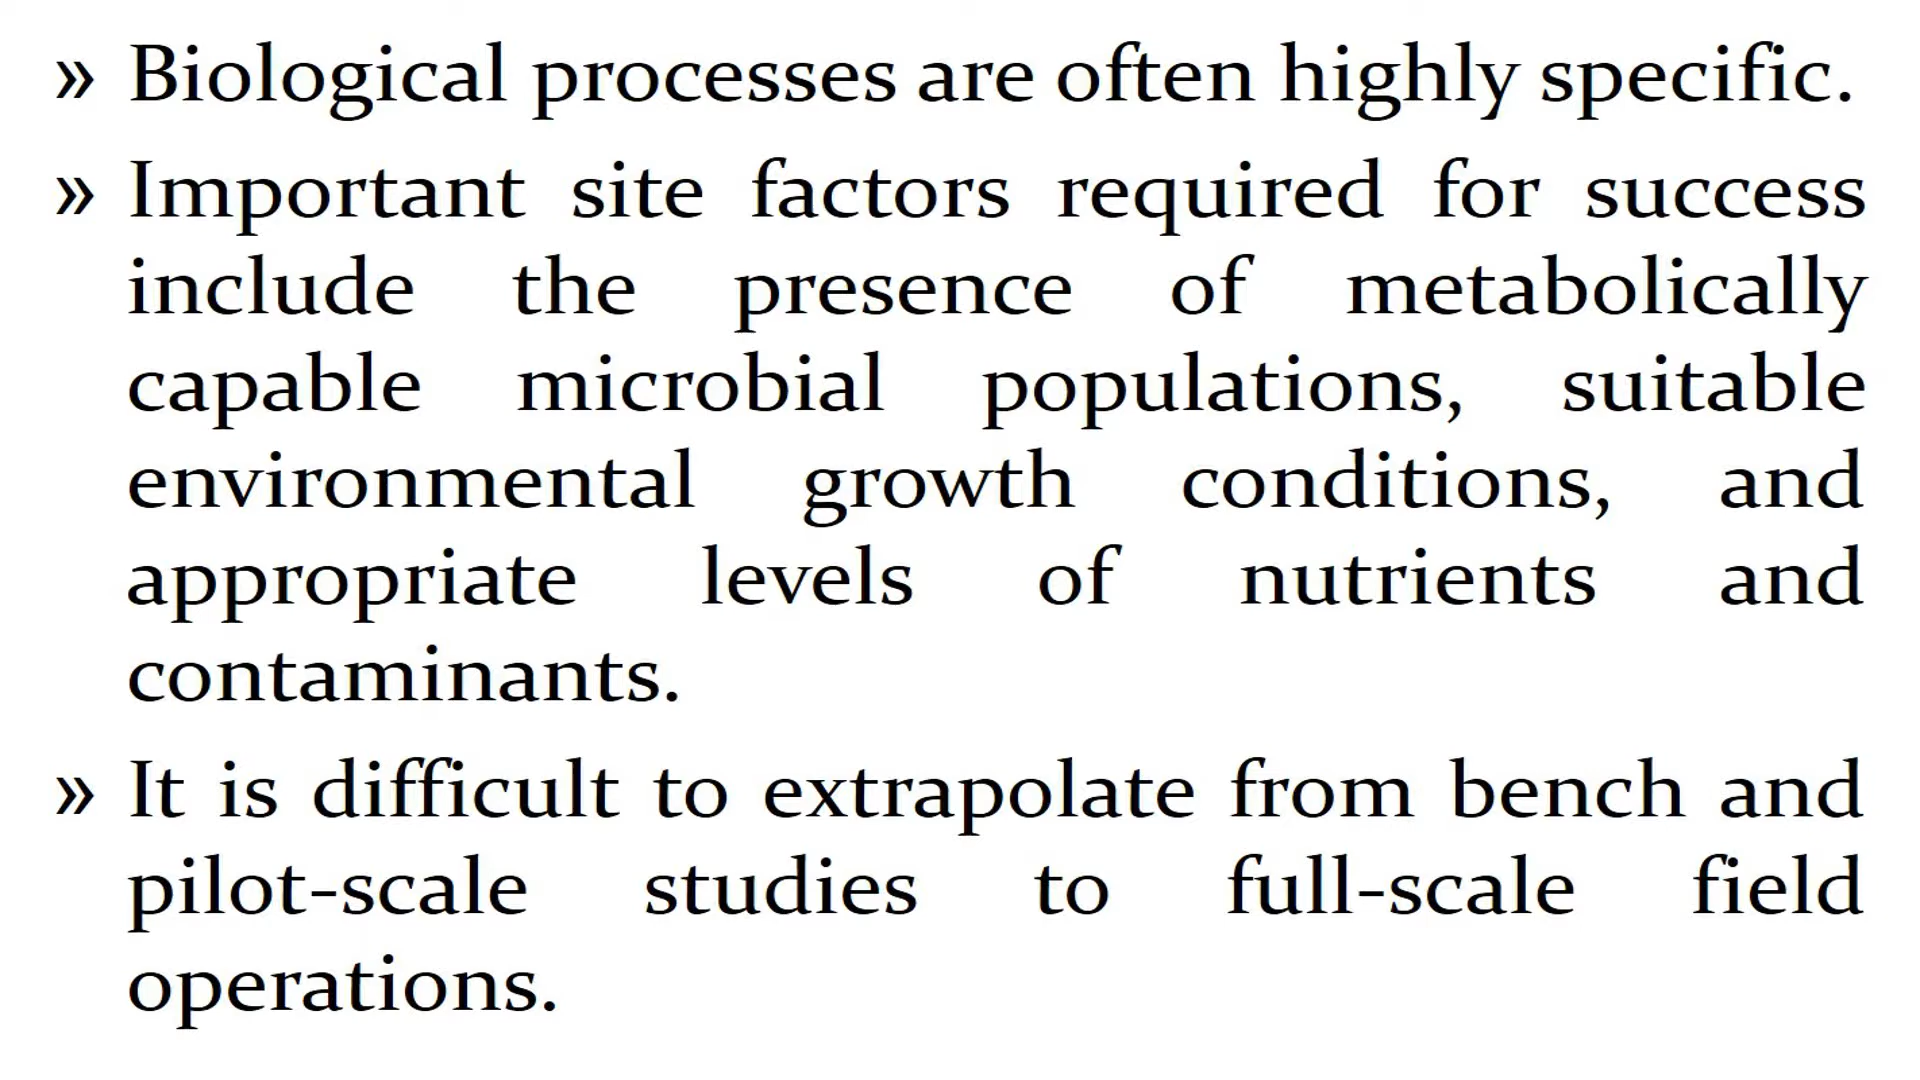 » Biological processes are often highly specific.
» Important site factors required for success
include the presence of metabolically
capable microbial populations, suitable
environmental growth conditions, and
appropriate levels of nutrients and
contaminants.
» It is difficult to extrapolate from bench and
pilot-scale studies to full-scale field
operations.